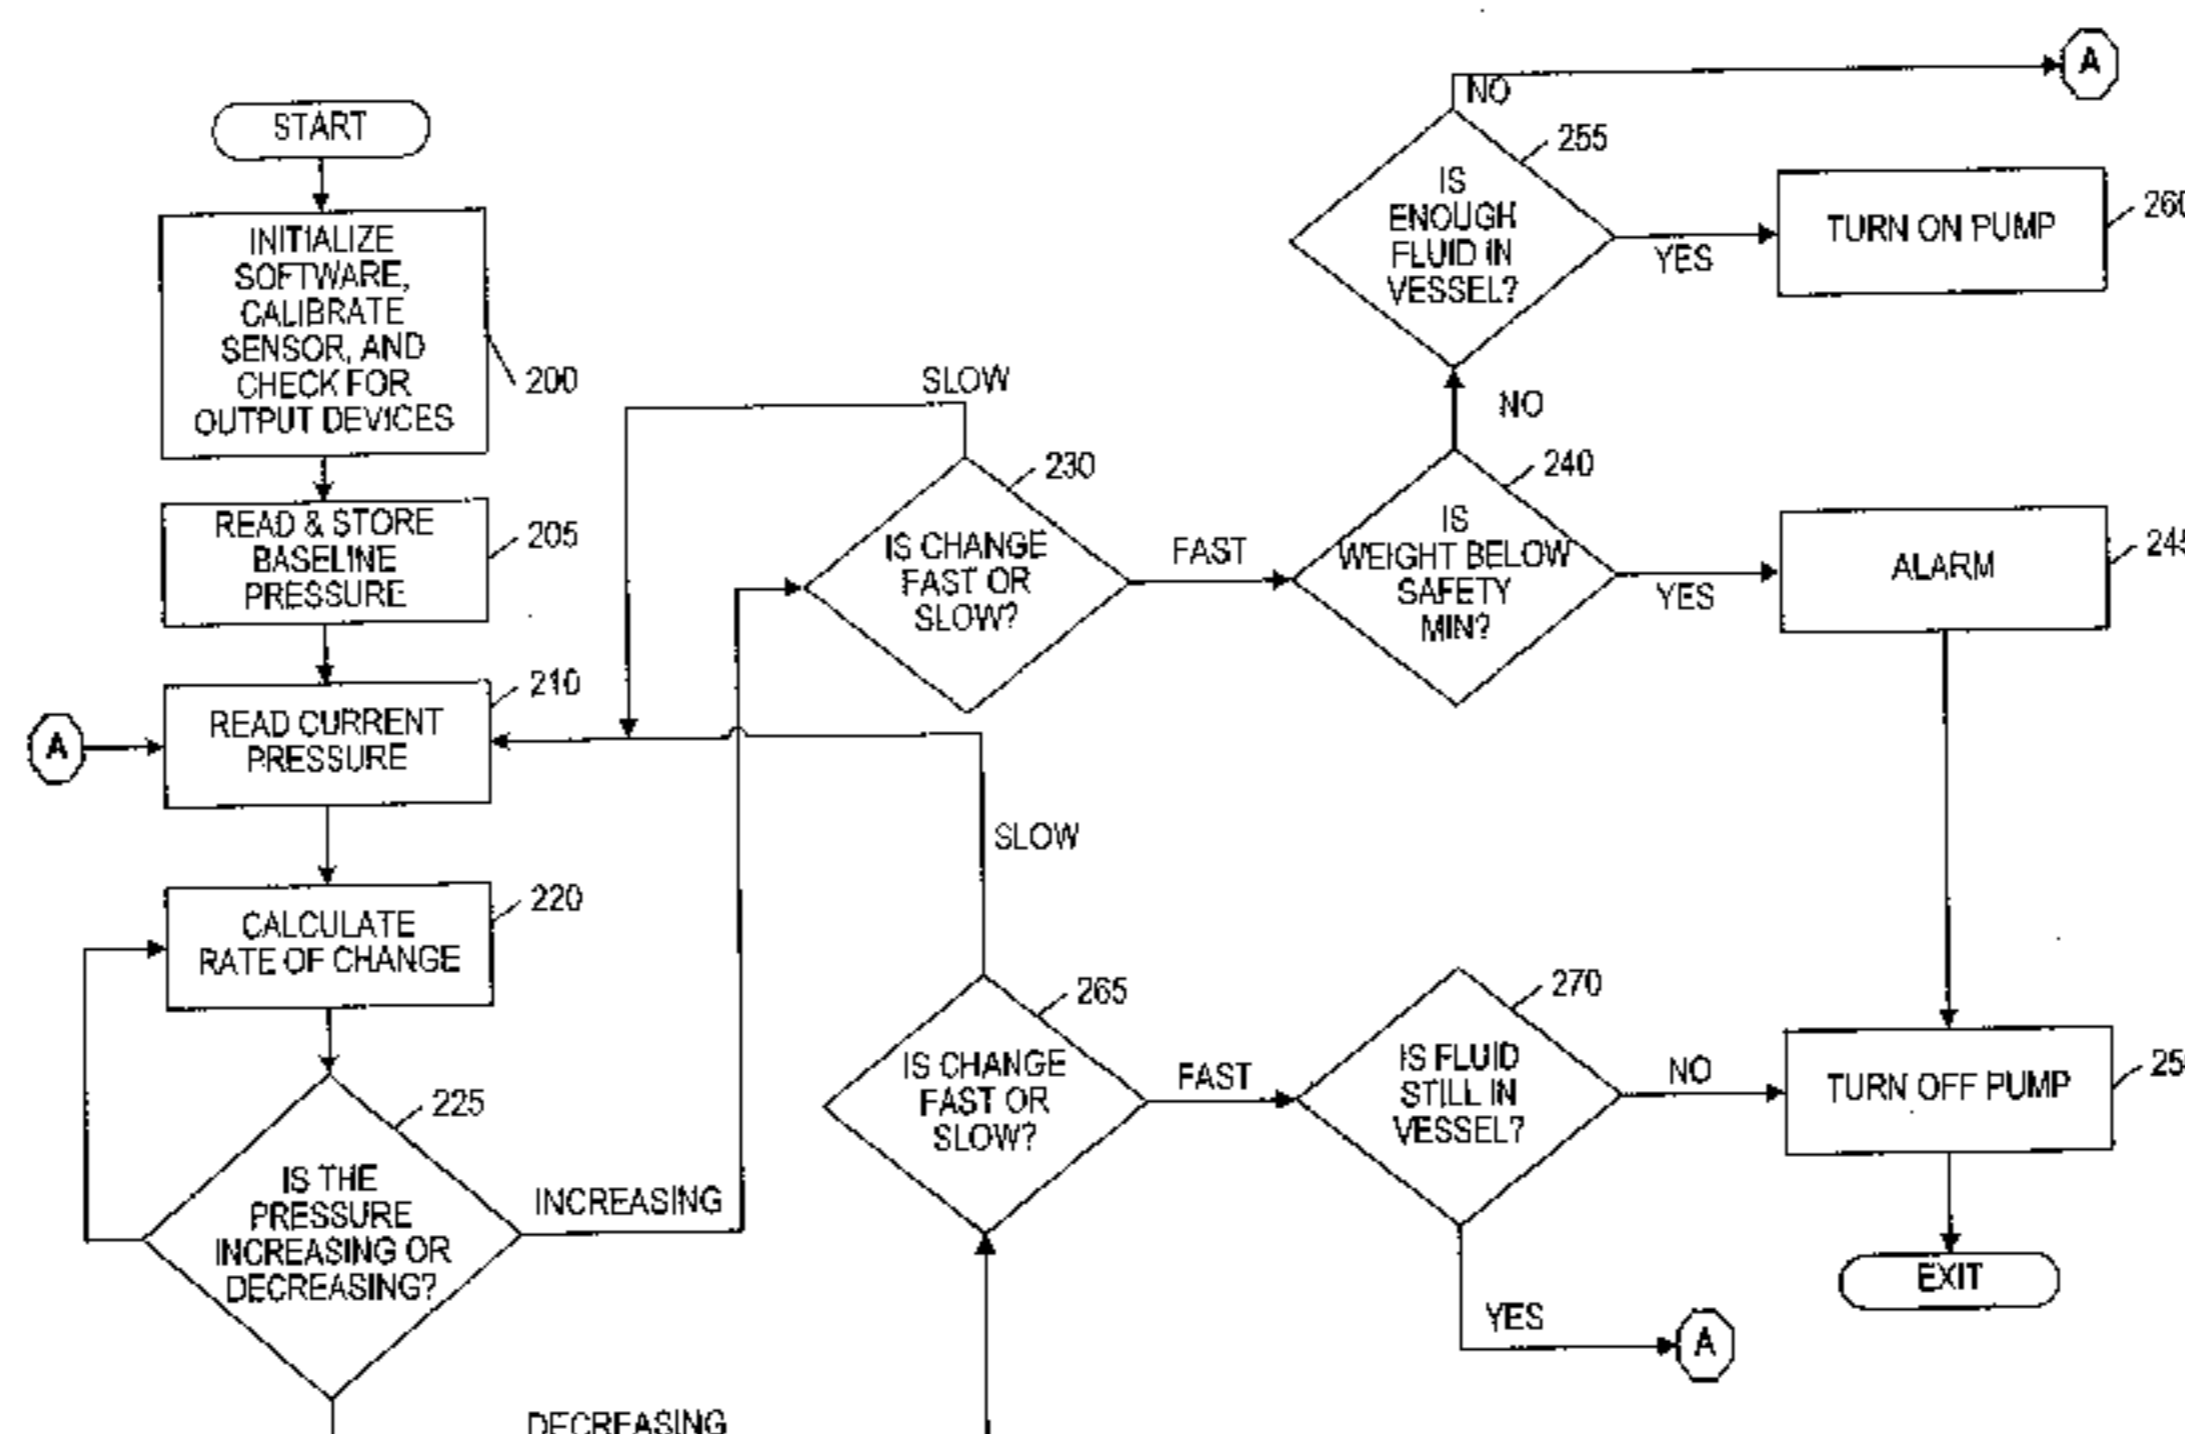 START
INITIALIZE
SOFTWARE,
CALIBRATE
SENSOR, AND
CHECK FOR
OUTPUT DEVICES
200
READ & STORE
BASELINE
PRESSURE
205
A
READ CURRENT
PRESSURE
210
CALCULATE
RATE OF CHANGE
220
IS THE
PRESSURE
INCREASING OR
DECREASING?
225
INCREASING
DECREASING
SLOW
IS CHANGE
FAST OR
SLOW?
230
FAST
IS
WEIGHT BELOW
SAFETY
MIN?
240
NO
YES
IS
ENOUGH
FLUID IN
VESSEL?
255
NO
A
YES
TURN ON PUMP
260
ALARM
245
SLOW
IS CHANGE
FAST OR
SLOW?
265
FAST
IS FLUID
STILL IN
VESSEL?
270
NO
YES
A
TURN OFF PUMP
EXIT